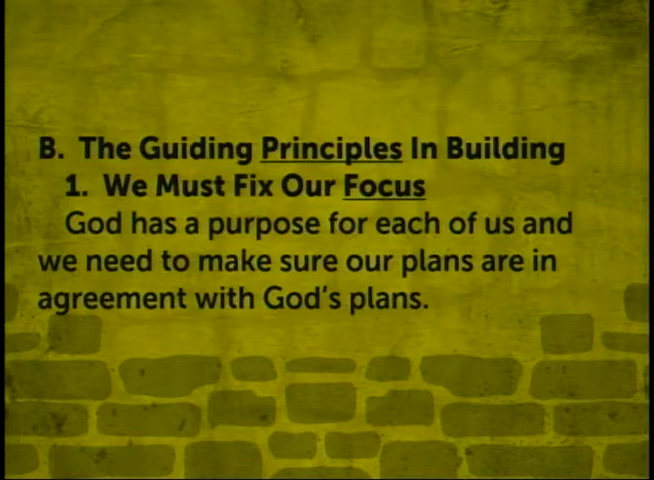 B. The Guiding Principles In Building
1. We Must Fix Our Focus
God has a purpose for each of us and
we need to make sure our plans are in
agreement with God's plans.